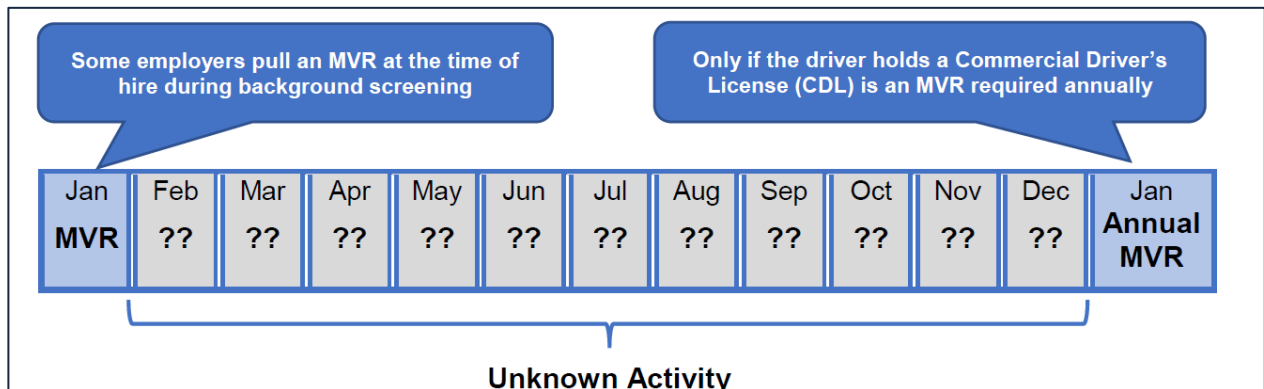 Some employers pull an MVR at the time of
hire during background screening
Only if the driver holds a Commercial Driver's
License (CDL) is an MVR required annually
Jan Feb Mar Apr May Jun Jul Aug Sep Oct Nov Dec Jan
MVR ?? ?? ?? ?? ?? ?? ?? ?? ?? ?? ?? Annual
MVR
Unknown Activity